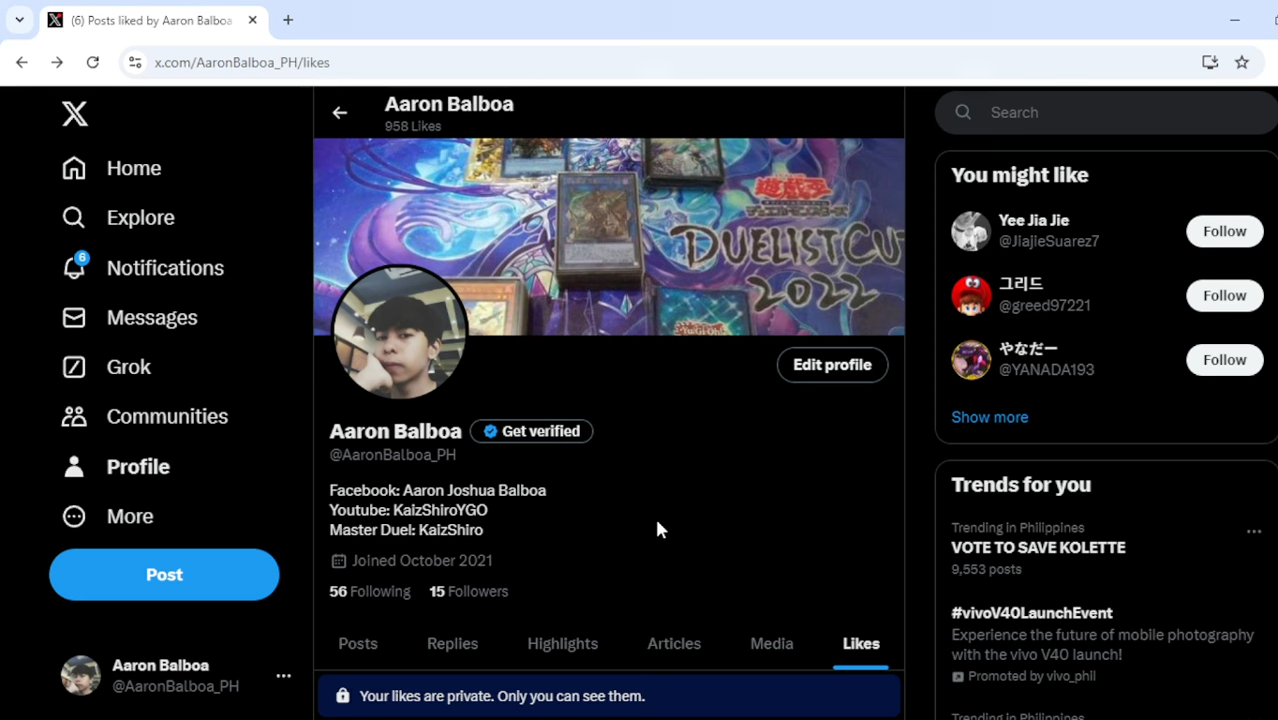 (6) Posts liked by Aaron Balboa
x.com/AaronBalboa_PH/likes
Home
Explore
6
Notifications
Messages
Grok
Communities
Profile
More
Post
Aaron Balboa
@AaronBalboa_PH
Aaron Balboa
958 Likes
DUELIST CUP
2022
Edit profile
Aaron Balboa
Get verified
@AaronBalboa_PH
Facebook: Aaron Joshua Balboa
Youtube: KaizShiroYGO
Master Duel: KaizShiro
Joined October 2021
56 Following 15 Followers
Posts Replies Highlights Articles Media Likes
Your likes are private. Only you can see them.
Search
You might like
Yee Jia Jie
@JiajieSuarez7
Follow
그리드
@greed97221
Follow
やなだー
@YANADA193
Follow
Show more
Trends for you
Trending in Philippines
VOTE TO SAVE KOLETTE
9,553 posts
#vivoV40LaunchEvent
Experience the future of mobile photography
with the vivo V40 launch!
Promoted by vivo_phil
Trending in Philippines